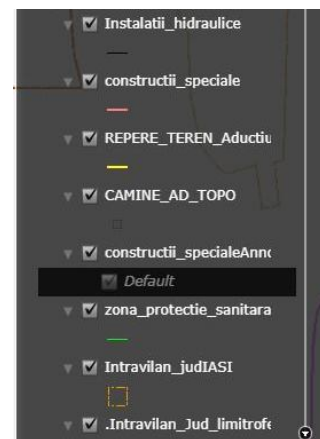 Instalatii_hidraulice
constructii_speciale
REPERE_TEREN_Aductiu
CAMINE_AD_TOPO
constructii_specialeAnno
Default
zona_protectie_sanitara
Intravilan_judIASI
.Intravilan_Jud_limitrofe